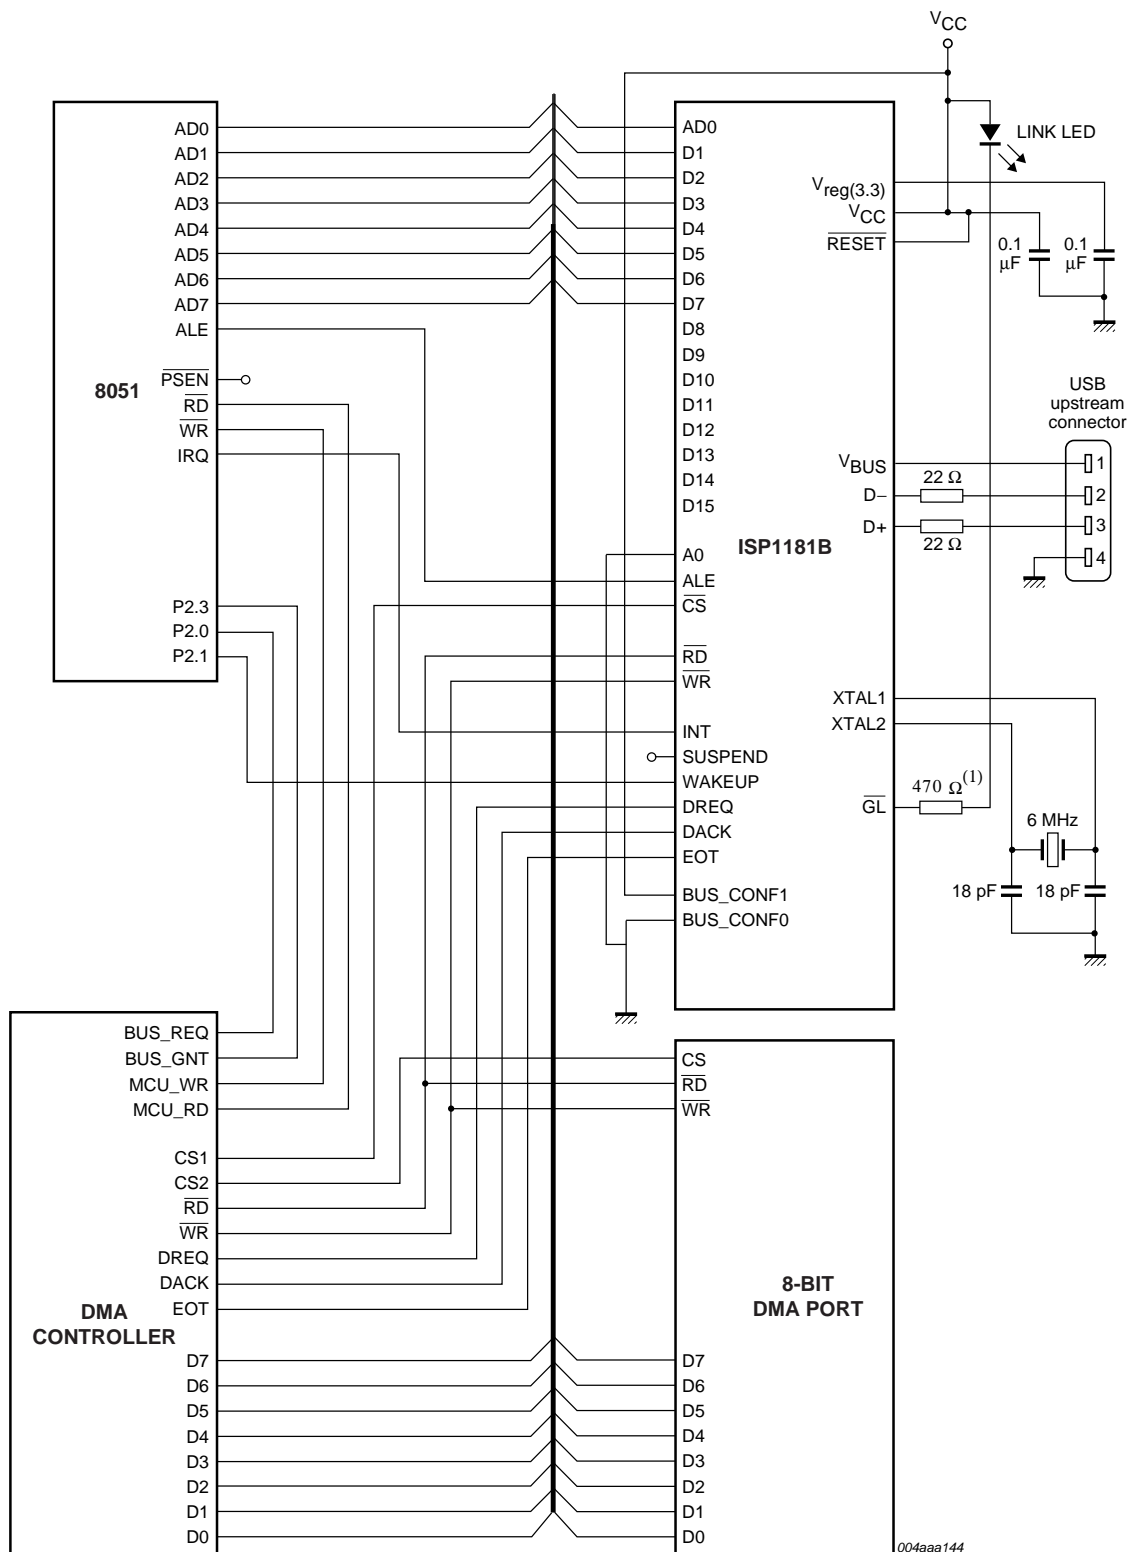 VCC
AD0
AD1
AD2
AD3
AD4
AD5
AD6
AD7
ALE
PSEN
RD
WR
IRQ
8051
P2.3
P2.0
P2.1
AD0
D1
D2
D3
D4
D5
D6
D7
D8
D9
D10
D11
D12
D13
D14
D15
A0
ALE
CS
RD
WR
INT
SUSPEND
WAKEUP
DREQ
DACK
EOT
BUS_CONF1
BUS_CONF0
ISP1181B
Vreg(3.3)
VCC
RESET
VBUS
D−
D+
XTAL1
XTAL2
GL
LINK LED
0.1
µF
0.1
µF
USB
upstream
connector
1
2
3
4
22 Ω
22 Ω
470 Ω(1)
6 MHz
18 pF
18 pF
BUS_REQ
BUS_GNT
MCU_WR
MCU_RD
CS1
CS2
RD
WR
DREQ
DACK
EOT
DMA
CONTROLLER
D7
D6
D5
D4
D3
D2
D1
D0
CS
RD
WR
8-BIT
DMA PORT
D7
D6
D5
D4
D3
D2
D1
D0
004aaa144